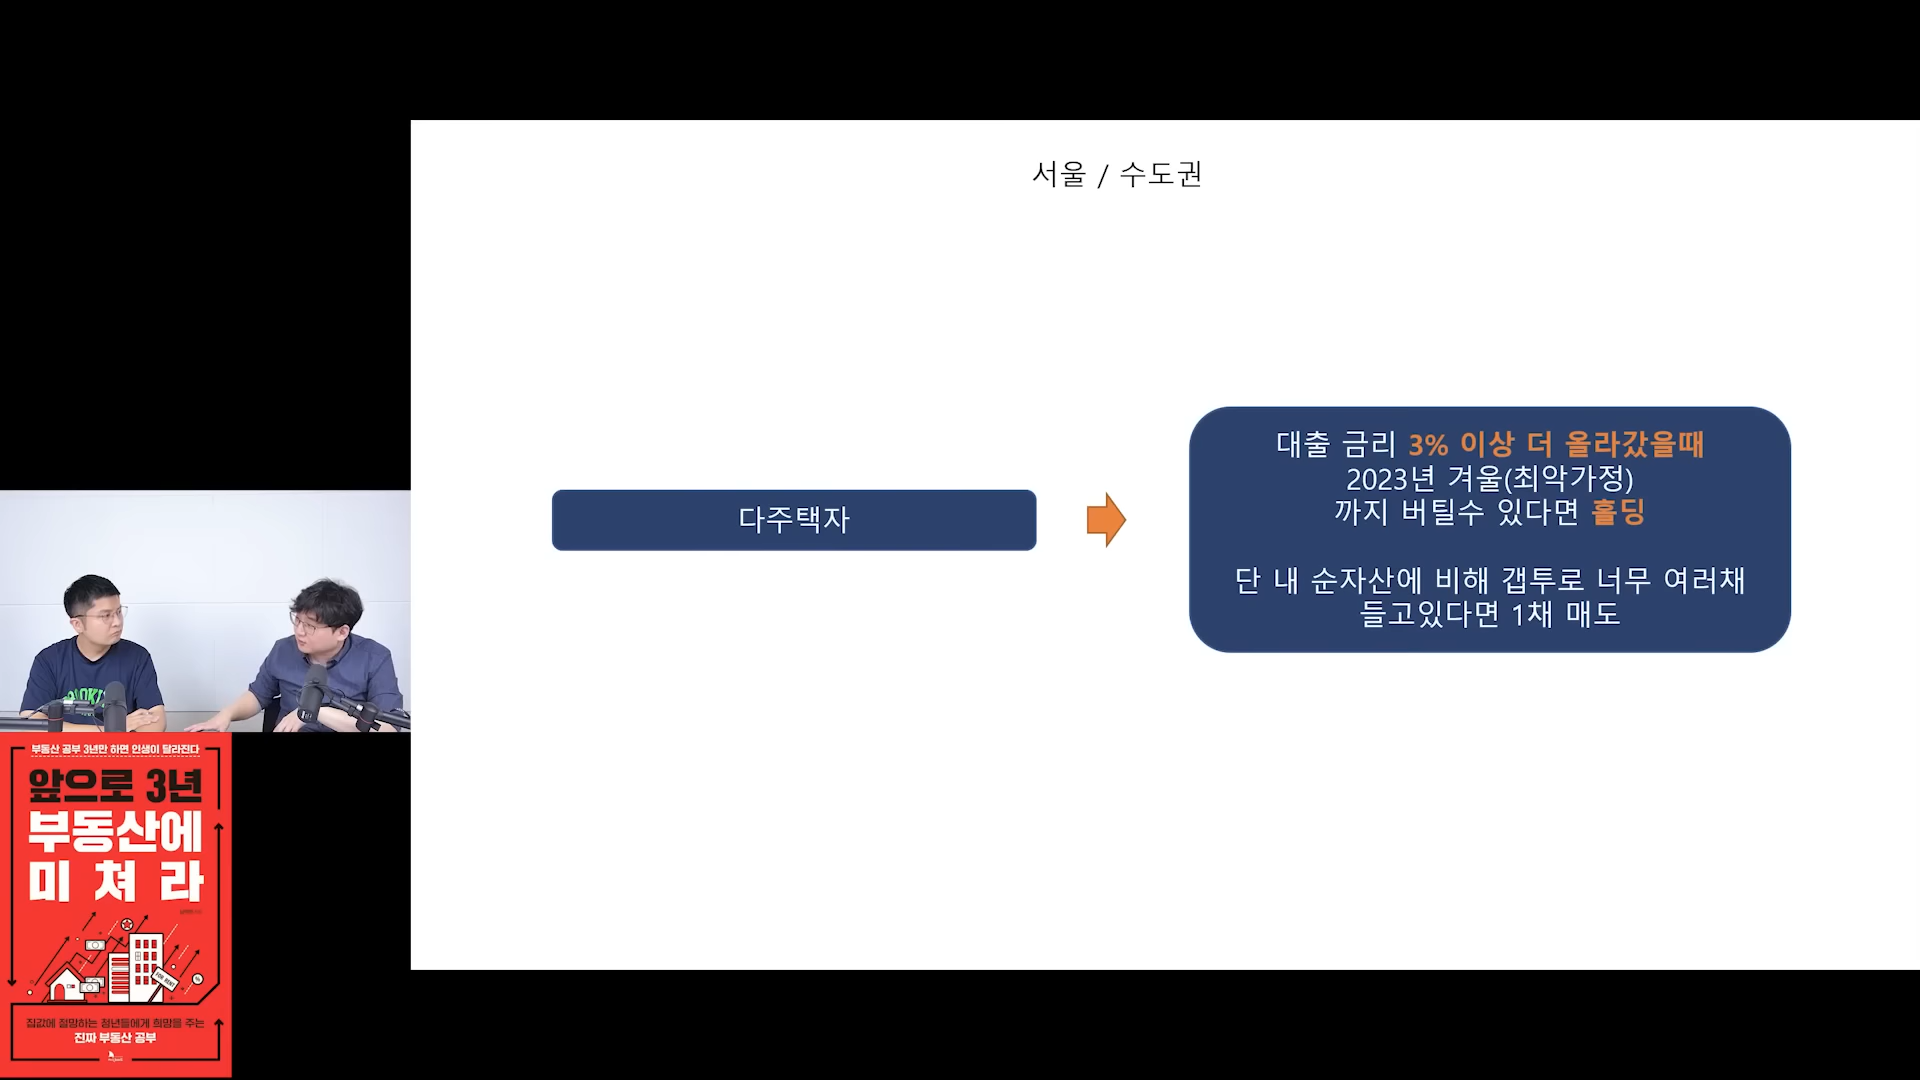 서울 / 수도권
다주택자
대출 금리 3% 이상 더 올라갔을때
2023년 겨울(최악가정)
까지 버틸수 있다면 홀딩
단 내 순자산에 비해 갭투로 너무 여러채
들고있다면 1채 매도
부동산 공부 3년만 하면 인생이 달라진다
앞으로 3년
부동산에
미쳐라
FOR RENT
집값에 절망하는 청년들에게 희망을 주는
진짜 부동산 공부